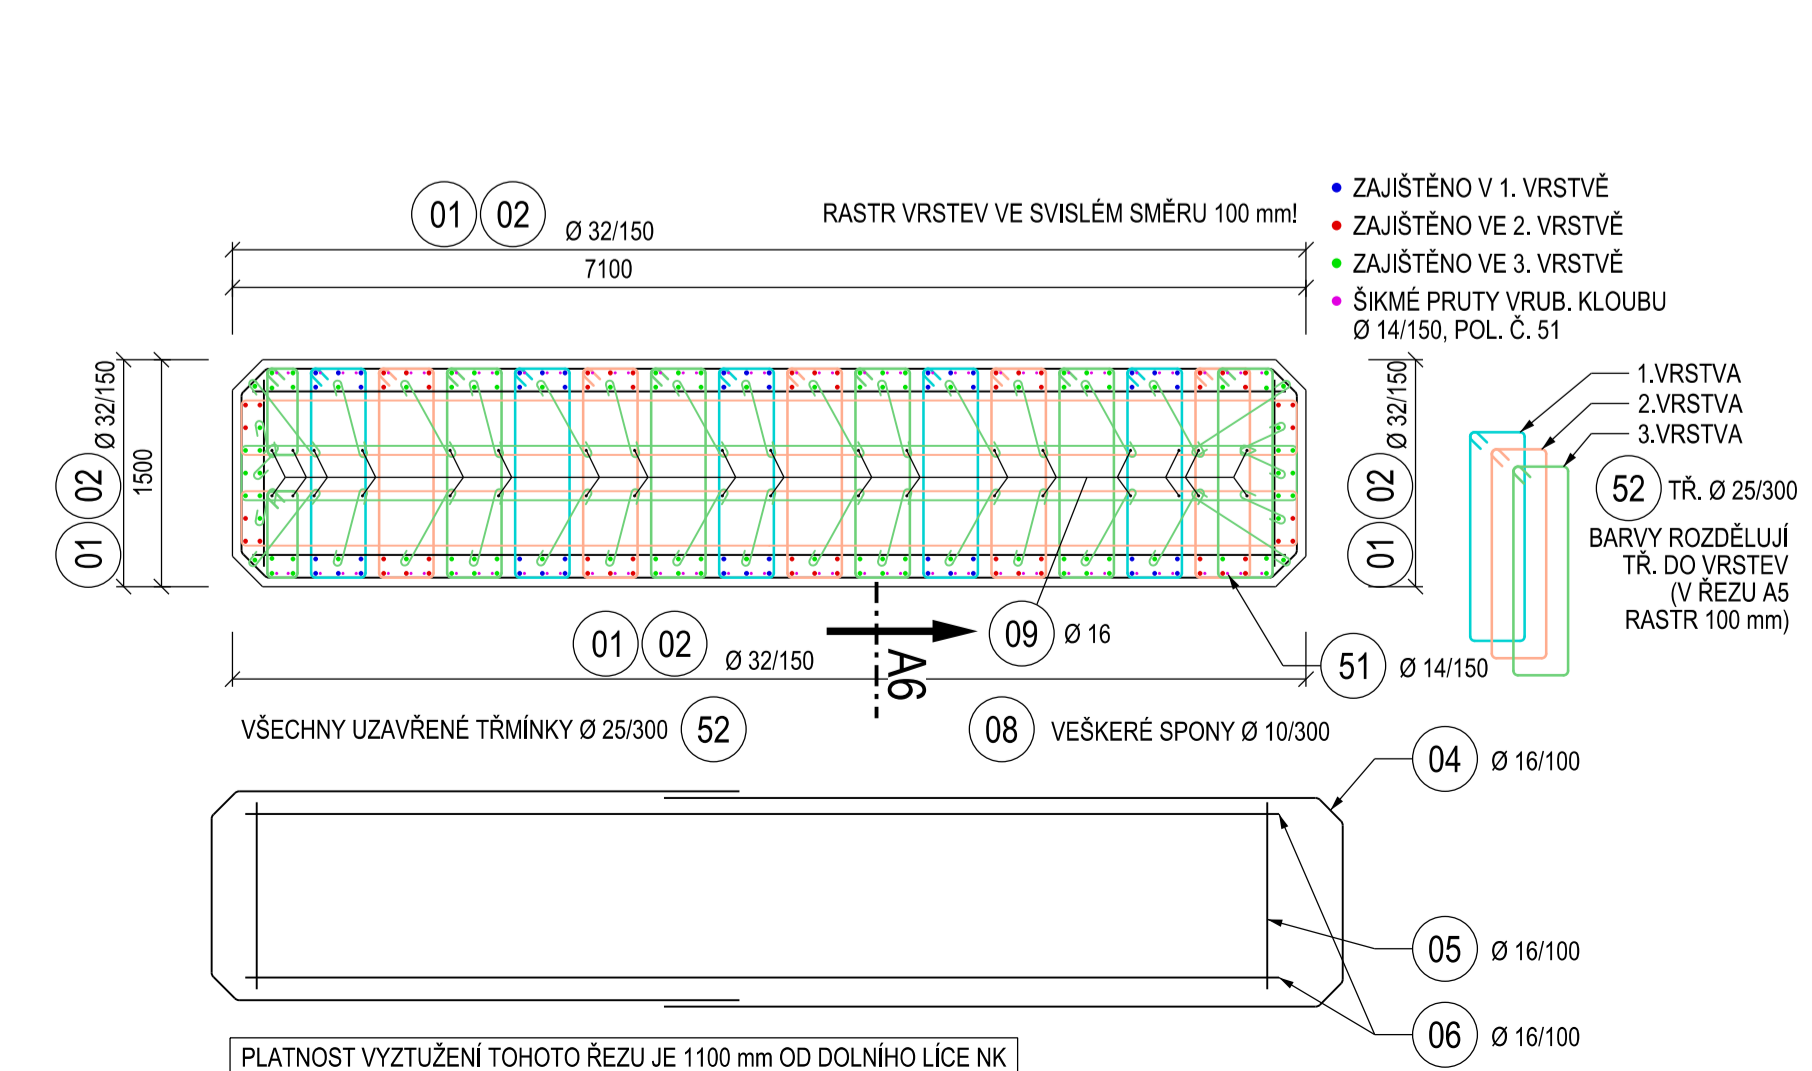 01 02 Ø 32/150
RASTR VRSTEV VE SVISLÉM SMĚRU 100 mm!
7100
ZAJIŠTĚNO V 1. VRSTVĚ
ZAJIŠTĚNO VE 2. VRSTVĚ
ZAJIŠTĚNO VE 3. VRSTVĚ
ŠIKMÉ PRUTY VRUB. KLOUBU
Ø 14/150, POL. Č. 51
01 02 Ø 32/150
1500
01 02 Ø 32/150
1.VRSTVA
2.VRSTVA
3.VRSTVA
52 TŘ. Ø 25/300
BARVY ROZDĚLUJÍ
TŘ. DO VRSTEV
(V ŘEZU A5
RASTR 100 mm)
01 02 Ø 32/150
A6
09 Ø 16
51 Ø 14/150
VŠECHNY UZAVŘENÉ TŘMÍNKY Ø 25/300 52
08 VEŠKERÉ SPONY Ø 10/300
04 Ø 16/100
05 Ø 16/100
06 Ø 16/100
PLATNOST VYZTUŽENÍ TOHOTO ŘEZU JE 1100 mm OD DOLNÍHO LÍCE NK